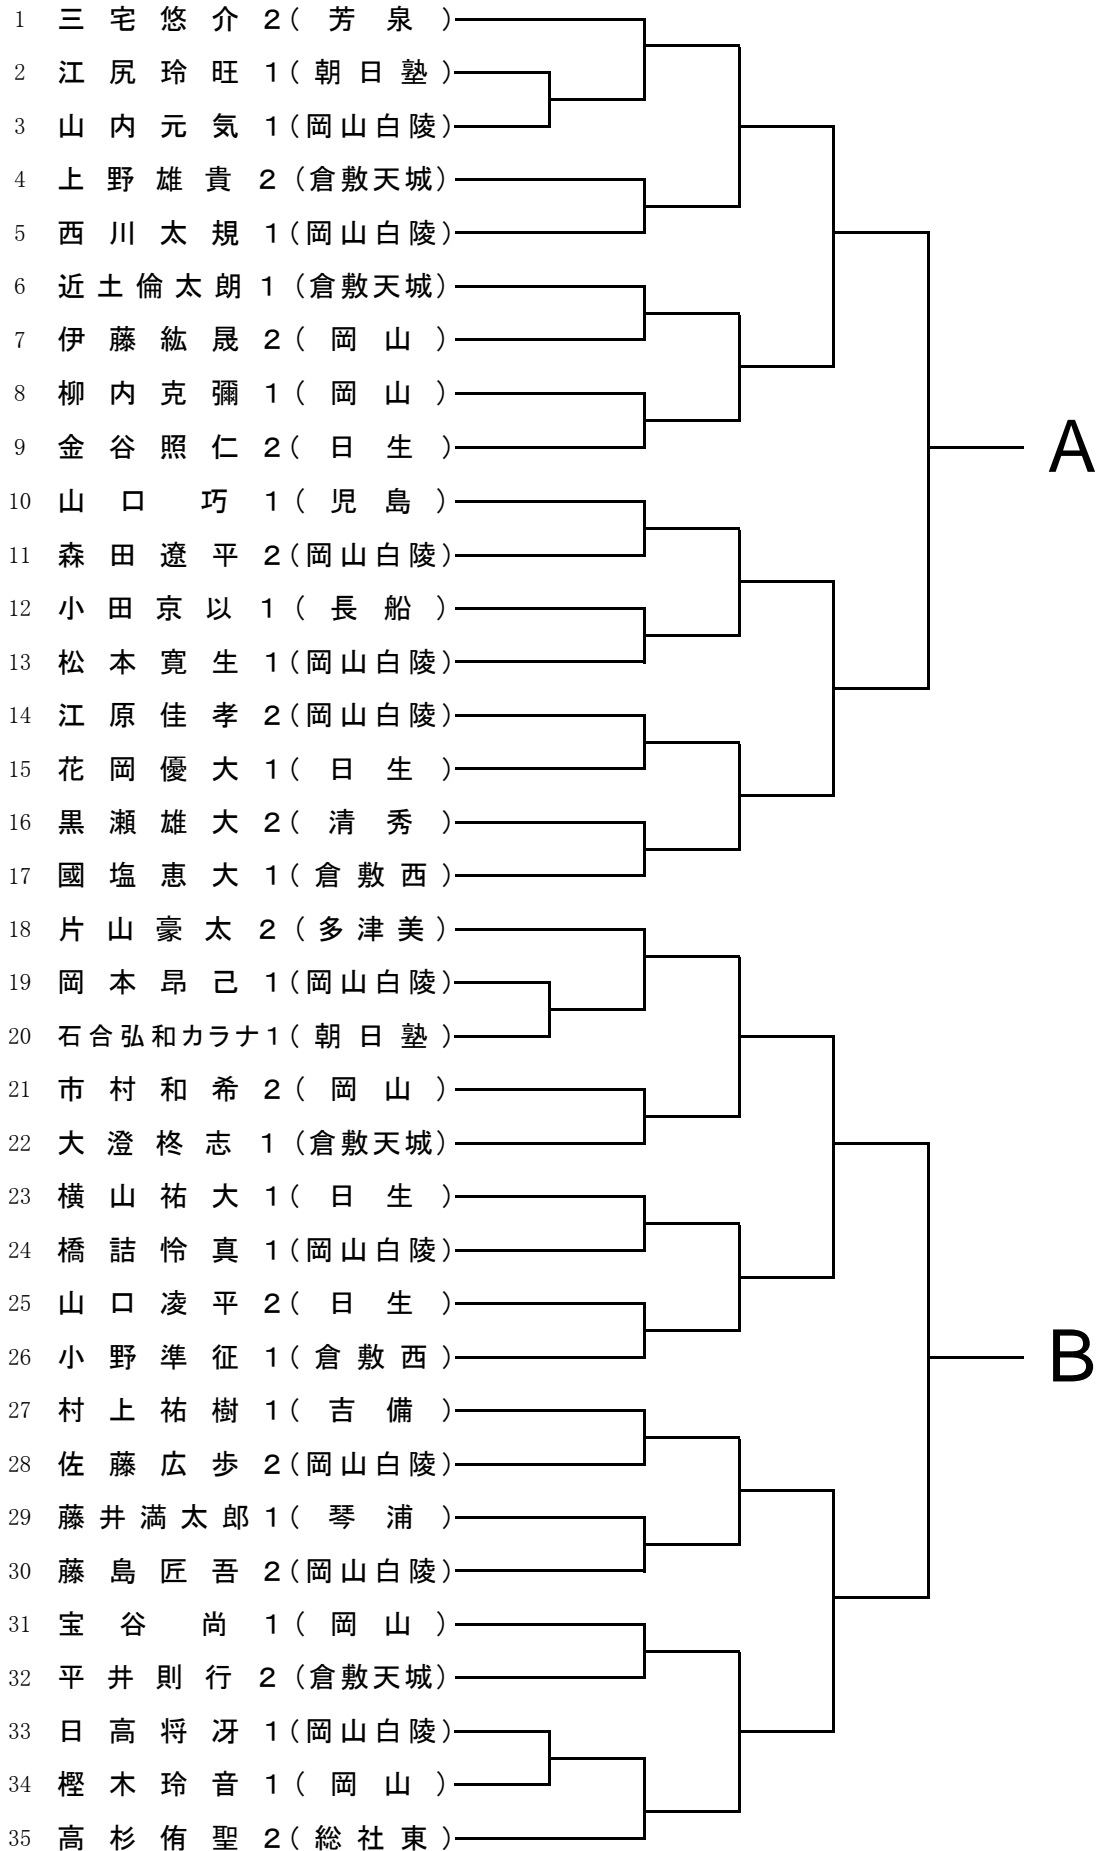 1 三宅悠介 2(芳泉)
2 江尻玲旺 1(朝日塾)
3 山内元気 1(岡山白陵)
4 上野雄貴 2(倉敷天城)
5 西川太規 1(岡山白陵)
6 近土倫太朗 1(倉敷天城)
7 伊藤紘晟 2(岡山)
8 柳内克彌 1(岡山)
9 金谷照仁 2(日生)
A
10 山口巧 1(児島)
11 森田遼平 2(岡山白陵)
12 小田京以 1(長船)
13 松本寛生 1(岡山白陵)
14 江原佳孝 2(岡山白陵)
15 花岡優大 1(日生)
16 黒瀬雄大 2(清秀)
17 國塩恵大 1(倉敷西)
18 片山豪太 2(多津美)
19 岡本昂己 1(岡山白陵)
20 石合弘和カラナ 1(朝日塾)
21 市村和希 2(岡山)
22 大澄柊志 1(倉敷天城)
23 横山祐大 1(日生)
24 橋詰怜真 1(岡山白陵)
25 山口凌平 2(日生)
26 小野準征 1(倉敷西)
B
27 村上祐樹 1(吉備)
28 佐藤広歩 2(岡山白陵)
29 藤井満太郎 1(琴浦)
30 藤島匠吾 2(岡山白陵)
31 宝谷尚 1(岡山)
32 平井則行 2(倉敷天城)
33 日高将冴 1(岡山白陵)
34 樫木玲音 1(岡山)
35 高杉侑聖 2(総社東)